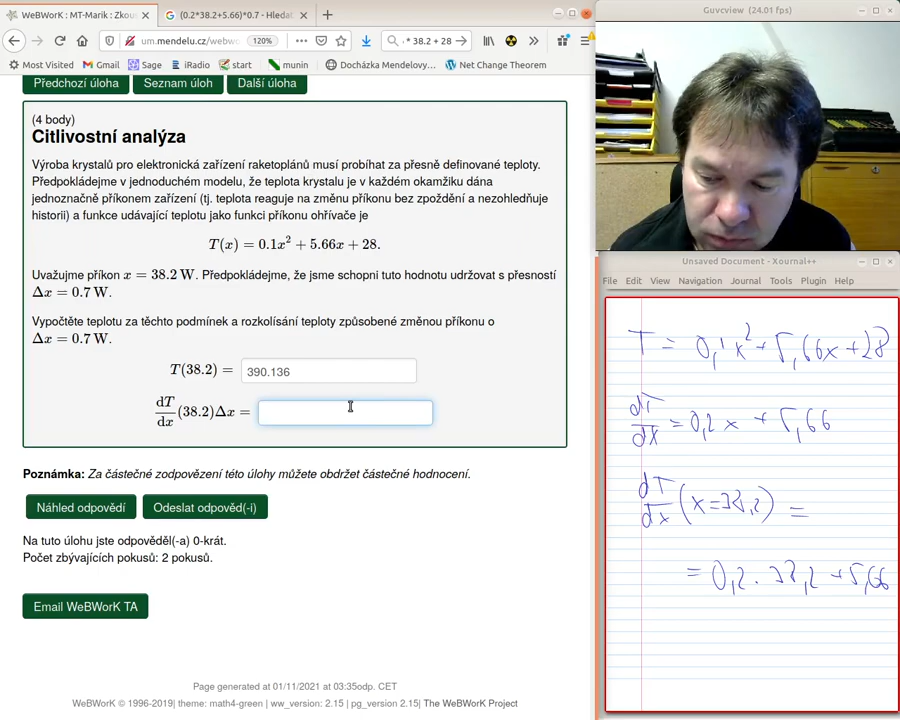 WeBWorK : MT-Marik : Zkou
(0.2*38.2+5.66)*0.7 - Hledat
um.mendelu.cz/webwo
120%
* 38.2 + 28
Most Visited
Gmail
Sage
iRadio
start
munin
Docházka Mendelovy...
Net Change Theorem
Předchozí úloha
Seznam úloh
Další úloha
(4 body)
Citlivostní analýza
Výroba krystalů pro elektronická zařízení raketoplánů musí probíhat za přesně definované teploty.
Předpokládejme v jednoduchém modelu, že teplota krystalu je v každém okamžiku dána
jednoznačně příkonem zařízení (tj. teplota reaguje na změnu příkonu bez zpoždění a nezohledňuje
historii) a funkce udávající teplotu jako funkci příkonu ohřívače je
T(x) = 0.1x² + 5.66x + 28.
Uvažujme příkon x = 38.2 W. Předpokládejme, že jsme schopni tuto hodnotu udržovat s přesností
Δx = 0.7 W.
Vypočtěte teplotu za těchto podmínek a rozkolísání teploty způsobené změnou příkonu o
Δx = 0.7 W.
T(38.2) = 390.136
dT/dx (38.2)Δx =
Poznámka: Za částečné zodpovězení této úlohy můžete obdržet částečné hodnocení.
Náhled odpovědí
Odeslat odpověď(-i)
Na tuto úlohu jste odpověděl(-a) 0-krát.
Počet zbývajících pokusů: 2 pokusů.
Email WeBWorK TA
Page generated at 01/11/2021 at 03:35odp. CET
WeBWorK © 1996-2019| theme: math4-green | ww_version: 2.15 | pg_version 2.15| The WeBWorK Project
Guvcview (24.01 fps)
Unsaved Document - Xournal++
File Edit View Navigation Journal Tools Plugin Help
T = 0,1x² + 5,66x + 28
dT/dx = 0,2x + 5,66
dT/dx (x=38,2) =
= 0,2 . 38,2 + 5,66